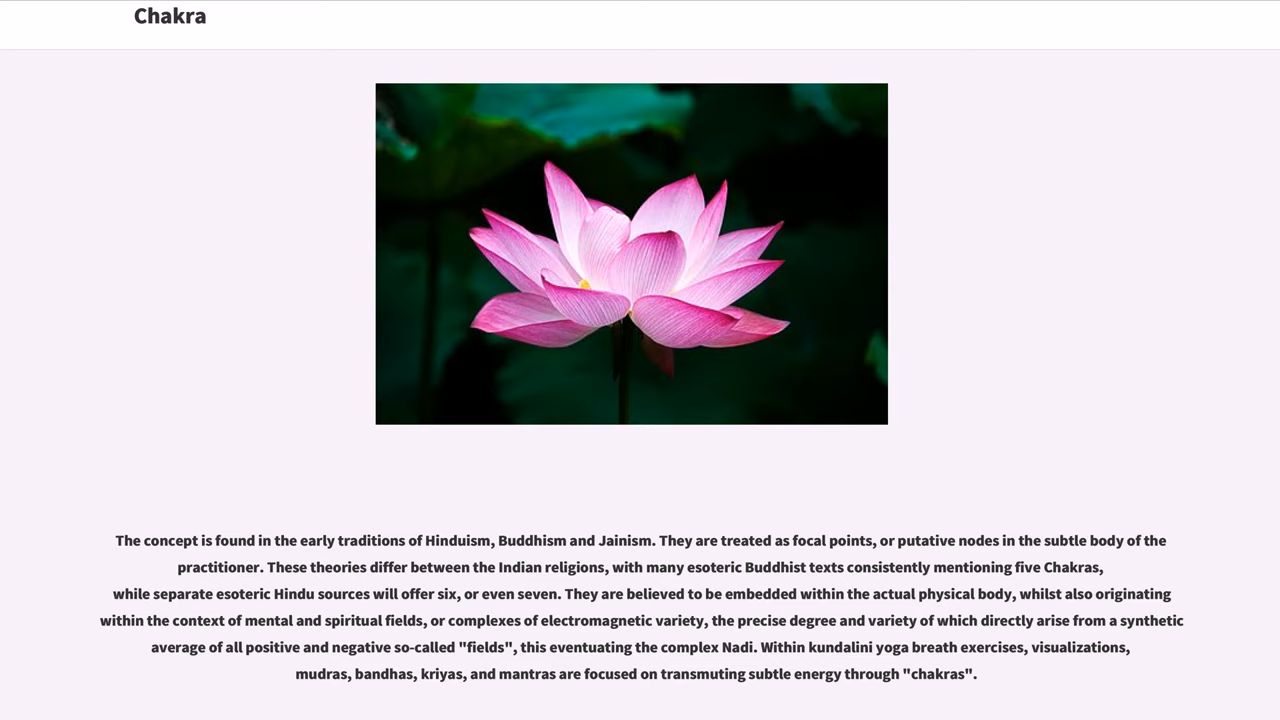 Chakra
The concept is found in the early traditions of Hinduism, Buddhism and Jainism. They are treated as focal points, or putative nodes in the subtle body of the
practitioner. These theories differ between the Indian religions, with many esoteric Buddhist texts consistently mentioning five Chakras,
while separate esoteric Hindu sources will offer six, or even seven. They are believed to be embedded within the actual physical body, whilst also originating
within the context of mental and spiritual fields, or complexes of electromagnetic variety, the precise degree and variety of which directly arise from a synthetic
average of all positive and negative so-called "fields", this eventuating the complex Nadi. Within kundalini yoga breath exercises, visualizations,
mudras, bandhas, kriyas, and mantras are focused on transmuting subtle energy through "chakras".